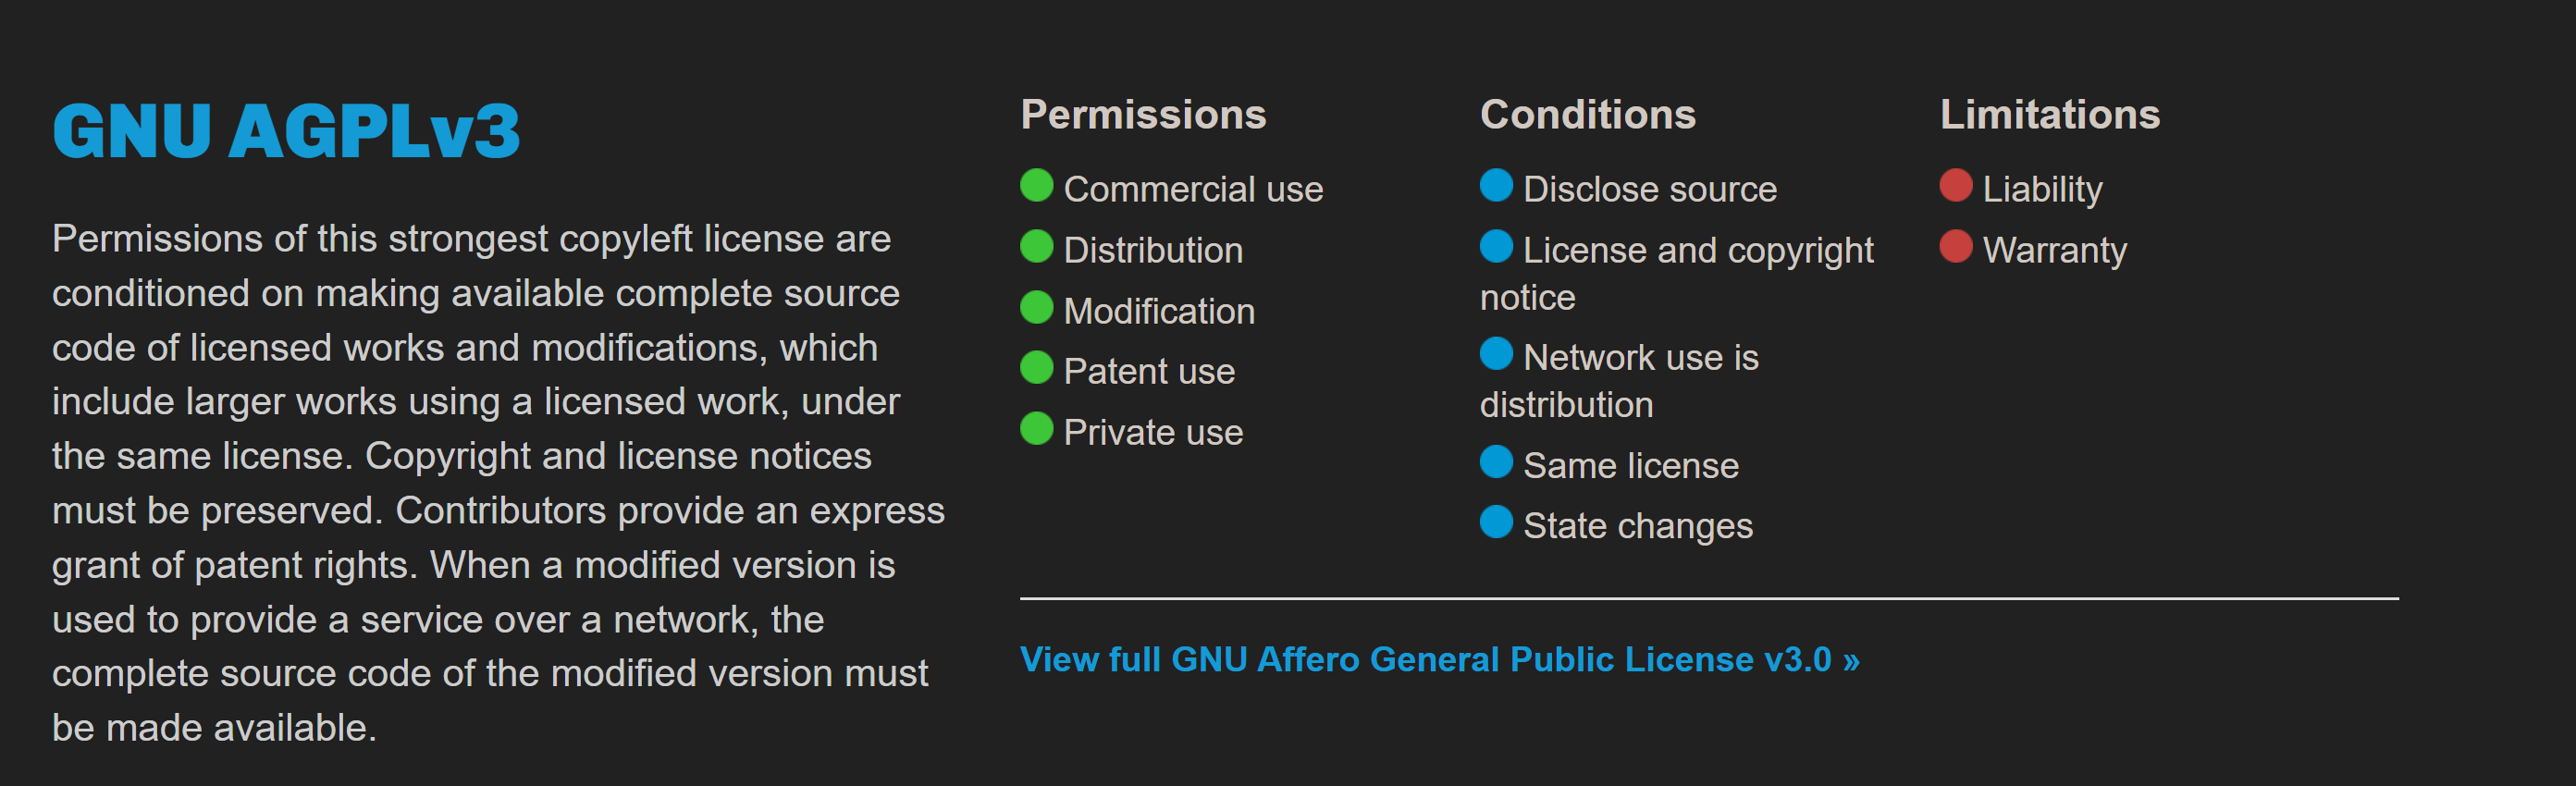 GNU AGPLv3
Permissions of this strongest copyleft license are
conditioned on making available complete source
code of licensed works and modifications, which
include larger works using a licensed work, under
the same license. Copyright and license notices
must be preserved. Contributors provide an express
grant of patent rights. When a modified version is
used to provide a service over a network, the
complete source code of the modified version must
be made available.
Permissions
Commercial use
Distribution
Modification
Patent use
Private use
Conditions
Disclose source
License and copyright
notice
Network use is
distribution
Same license
State changes
Limitations
Liability
Warranty
View full GNU Affero General Public License v3.0 »